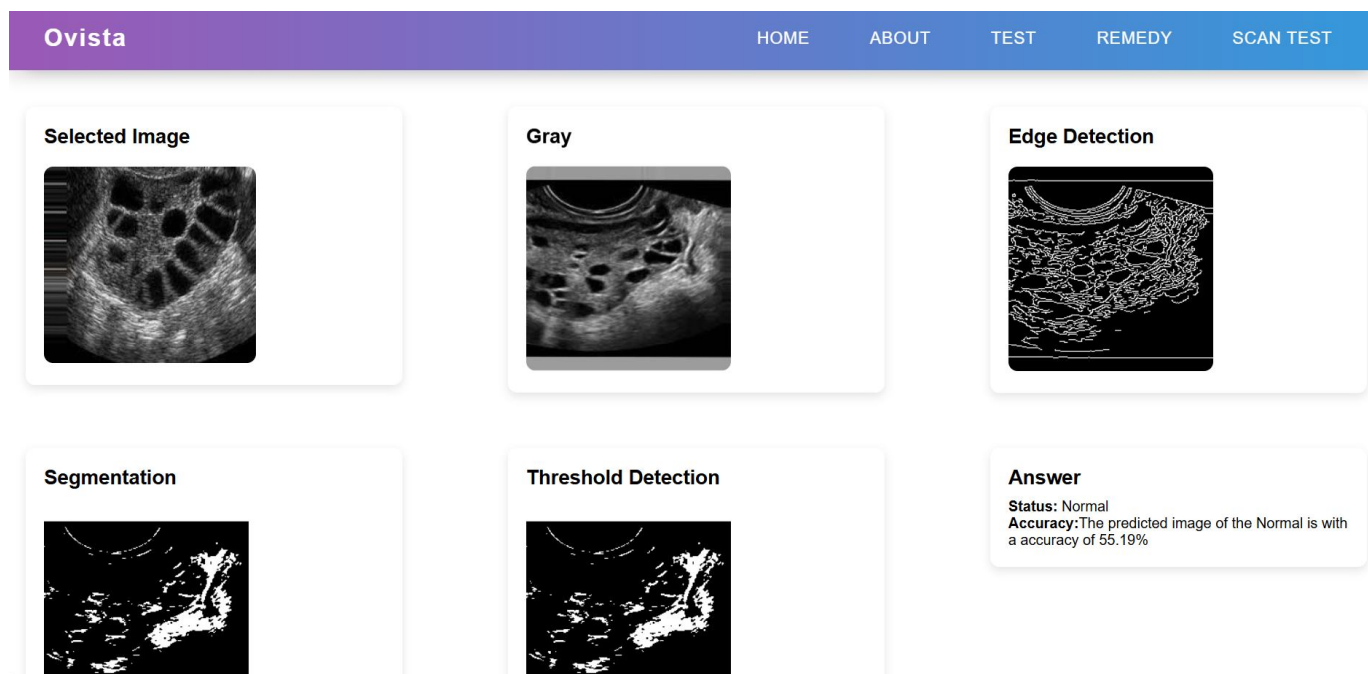 Ovista
HOME ABOUT TEST REMEDY SCAN TEST
Selected Image
Gray
Edge Detection
Segmentation
Threshold Detection
Answer
Status: Normal
Accuracy:The predicted image of the Normal is with
a accuracy of 55.19%